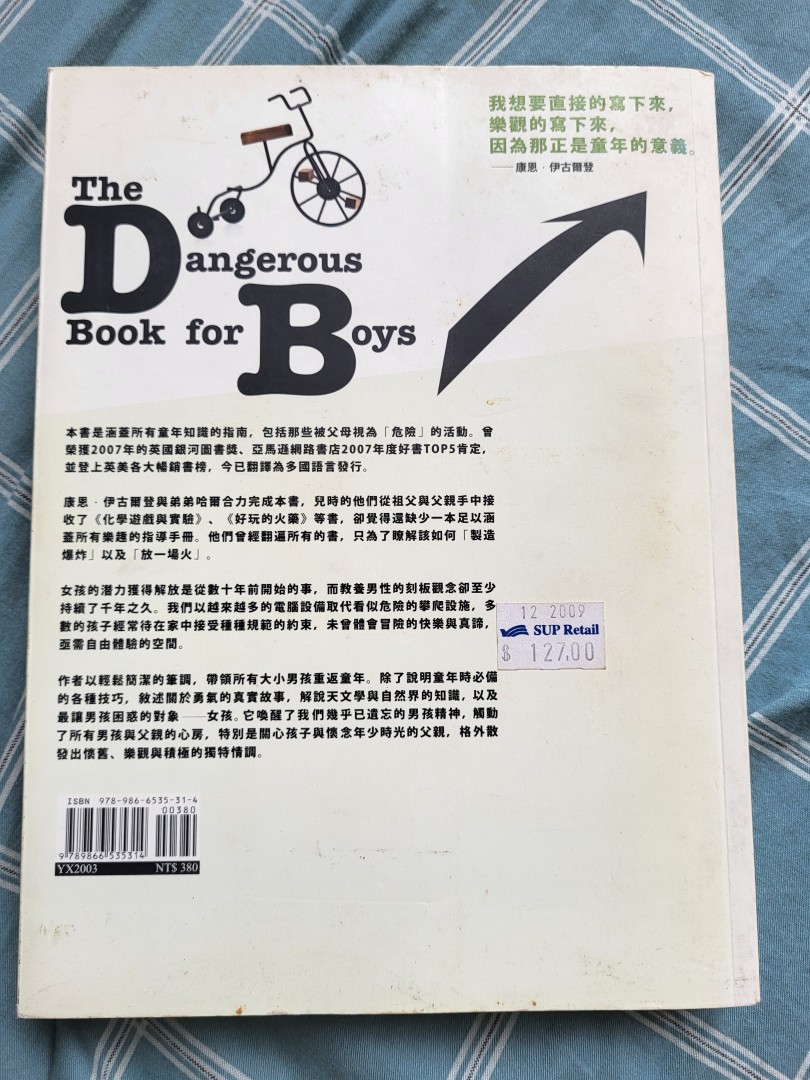 我想要直接的寫下來,
樂觀的寫下來,
因為那正是童年的意義。
——康恩·伊古爾登
The
Dangerous
Book for Boys
本書是涵蓋所有童年知識的指南,包括那些被父母視為「危險」的活動。曾
榮獲2007年的英國銀河圖書獎、亞馬遜網路書店2007年度好書TOP5肯定,
並登上英美各大暢銷書榜,今已翻譯為多國語言發行。
康恩·伊古爾登與弟弟哈爾合力完成本書,兒時的他們從祖父與父親手中接
收了《化學遊戲與實驗》、《好玩的火藥》等書,卻覺得還缺少一本足以涵
蓋所有樂趣的指導手冊。他們曾經翻遍所有的書,只為了瞭解該如何「製造
爆炸」以及「放一場火」。
女孩的潛力獲得解放是從數十年前開始的事,而教養男性的刻板觀念卻至少
持續了千年之久。我們以越來越多的電腦設備取代看似危險的攀爬設施,多
數的孩子經常待在家中接受種種規範的約束,未曾體會冒險的快樂與真諦,
亟需自由體驗的空間。
作者以輕鬆簡潔的筆調,帶領所有大小男孩重返童年。除了說明童年時必備
的各種技巧,敘述關於勇氣的真實故事,解說天文學與自然界的知識,以及
最讓男孩困惑的對象——女孩。它喚醒了我們幾乎已遺忘的男孩精神,觸動
了所有男孩與父親的心房,特別是關心孩子與懷念年少時光的父親,格外散
發出懷舊、樂觀與積極的獨特情調。
12 2009
SUP Retail
$ 127.00
ISBN 978-986-6535-31-4
00380
9 789866 535314
YX2003 NT$ 380